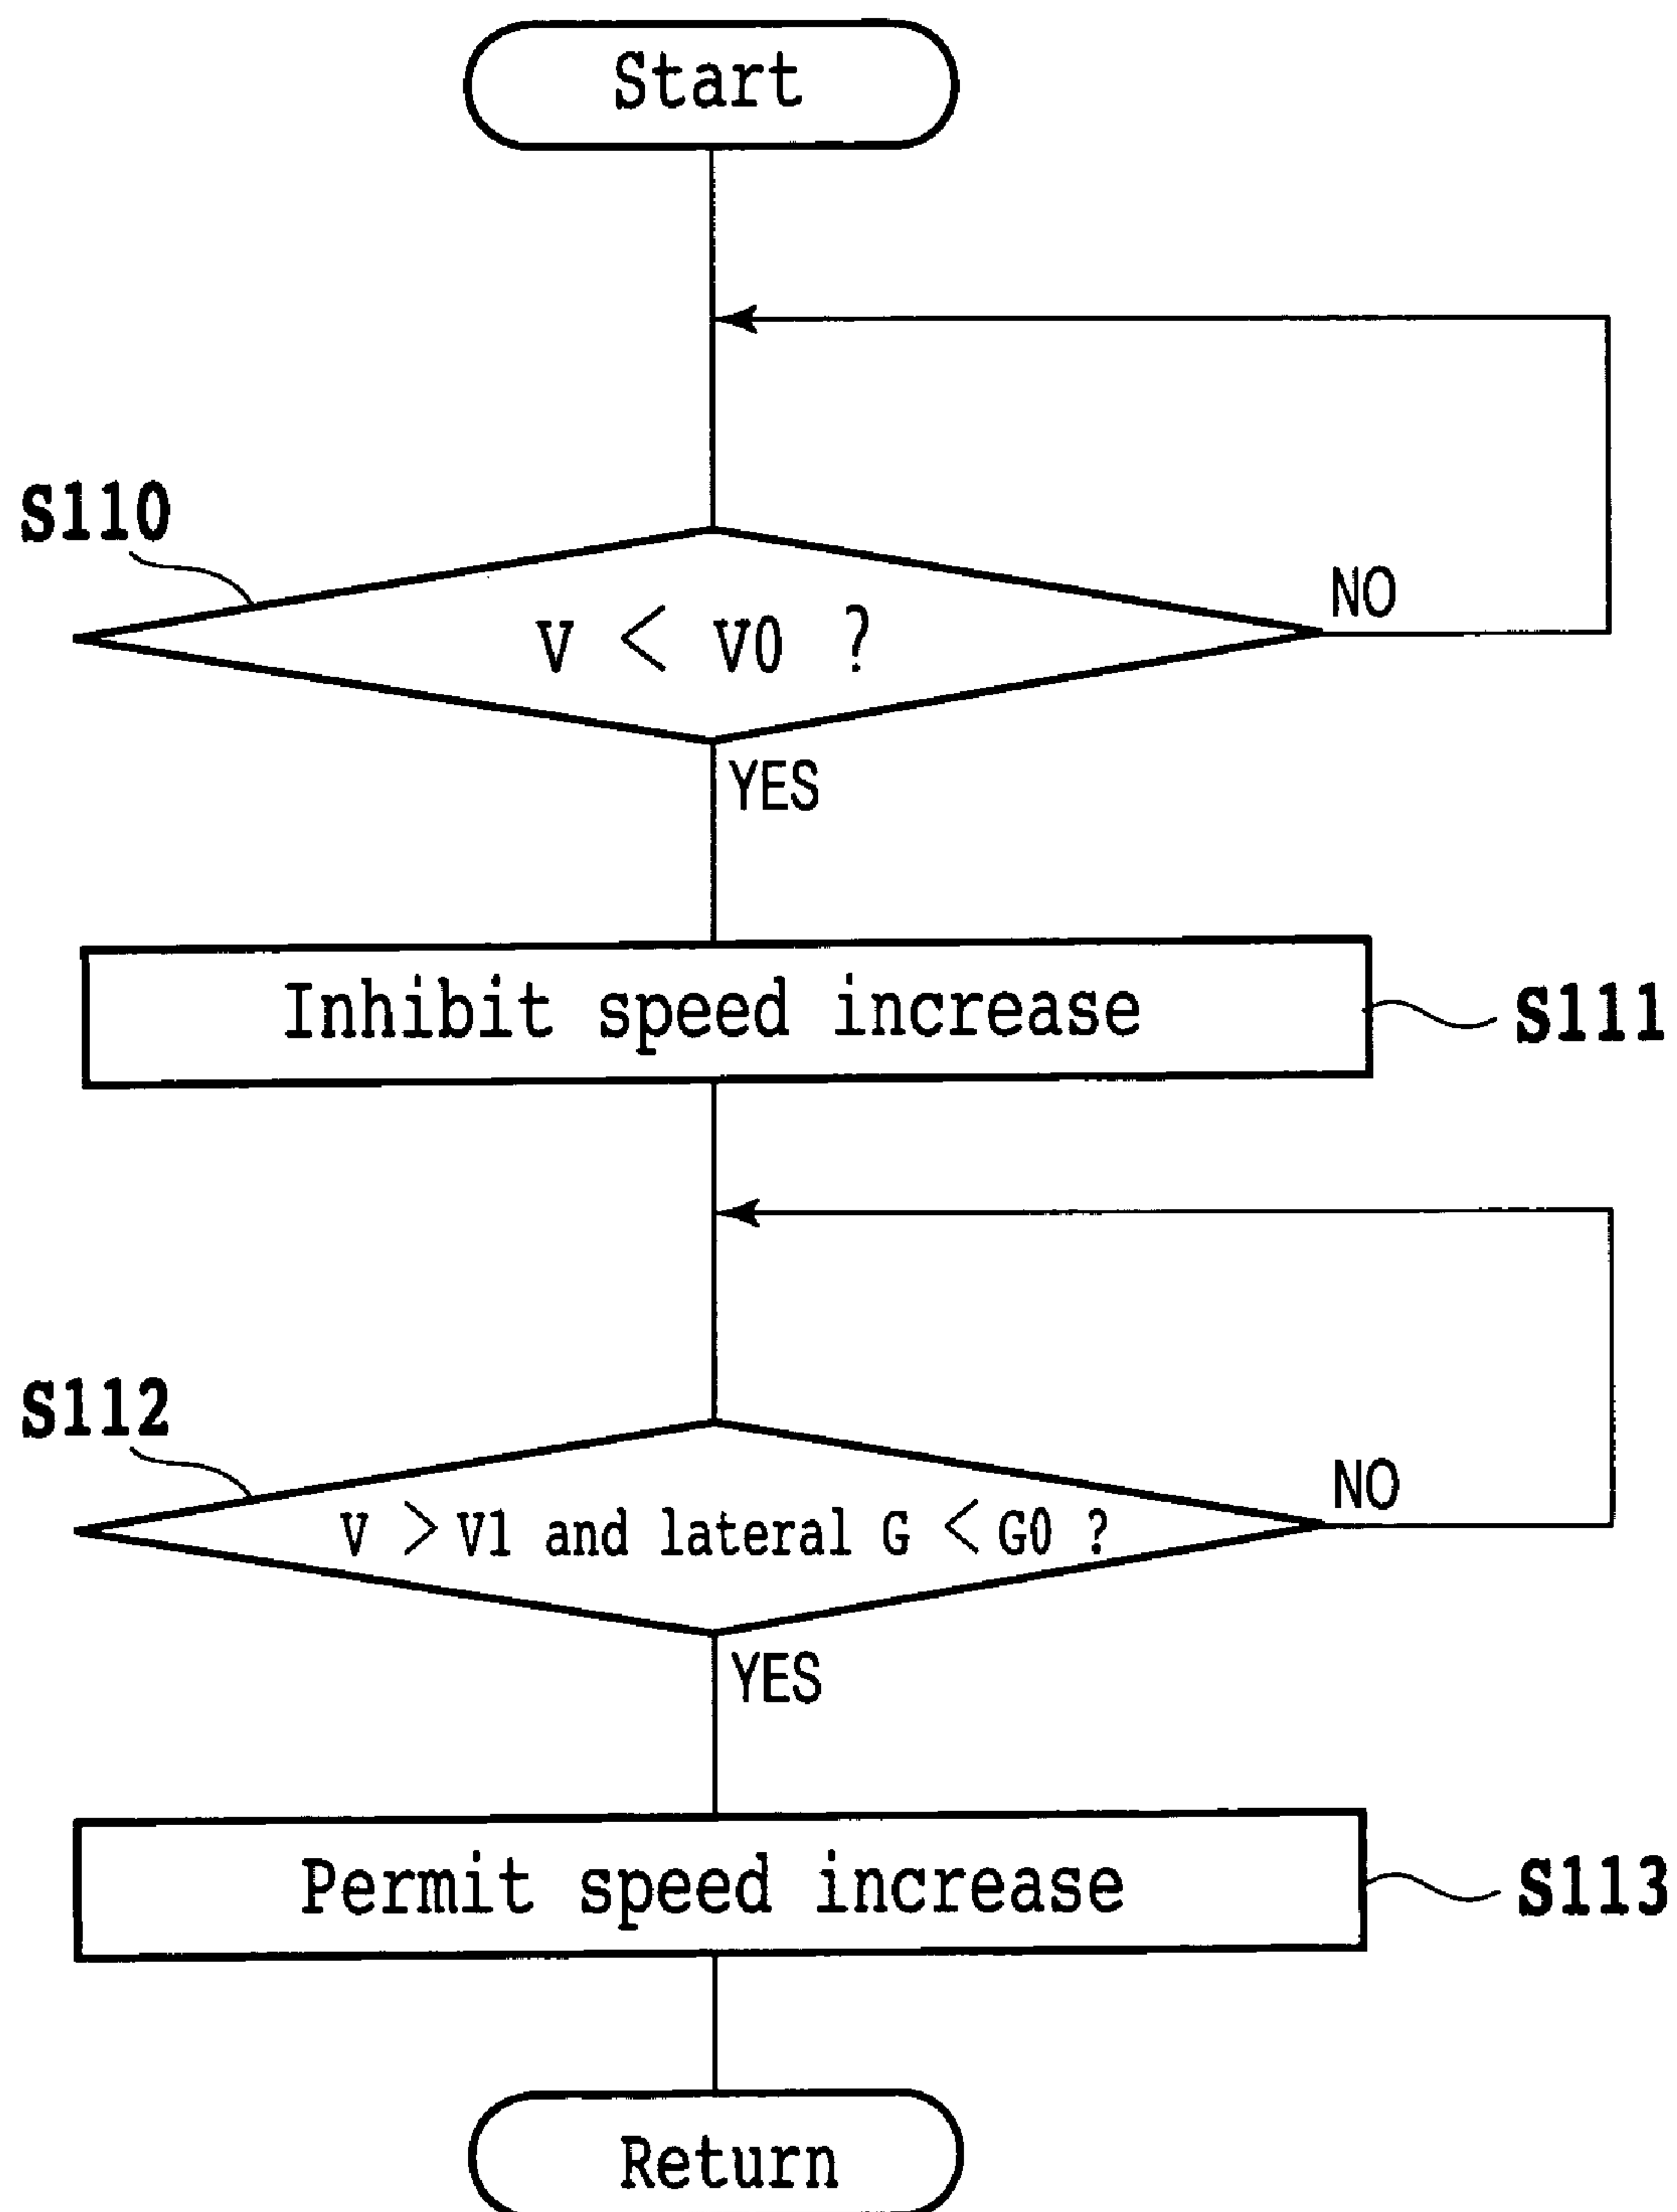 Start
S110
NO
V < V0 ?
YES
Inhibit speed increase
S111
S112
NO
V > V1 and lateral G < G0 ?
YES
Permit speed increase
S113
Return